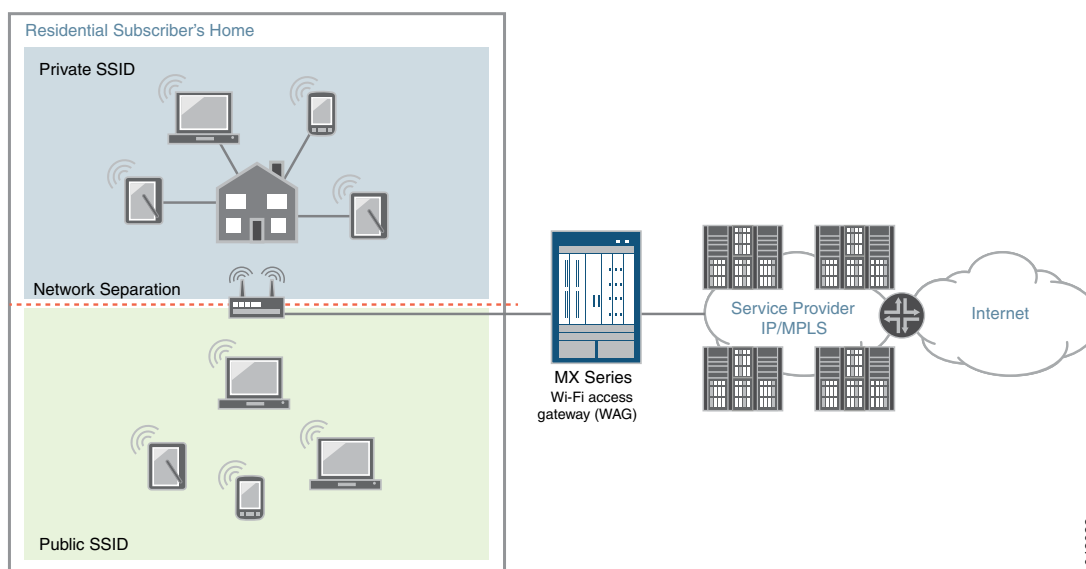 Residential Subscriber's Home
Private SSID
Network Separation
Public SSID
MX Series
Wi-Fi access
gateway (WAG)
Service Provider
IP/MPLS
Internet